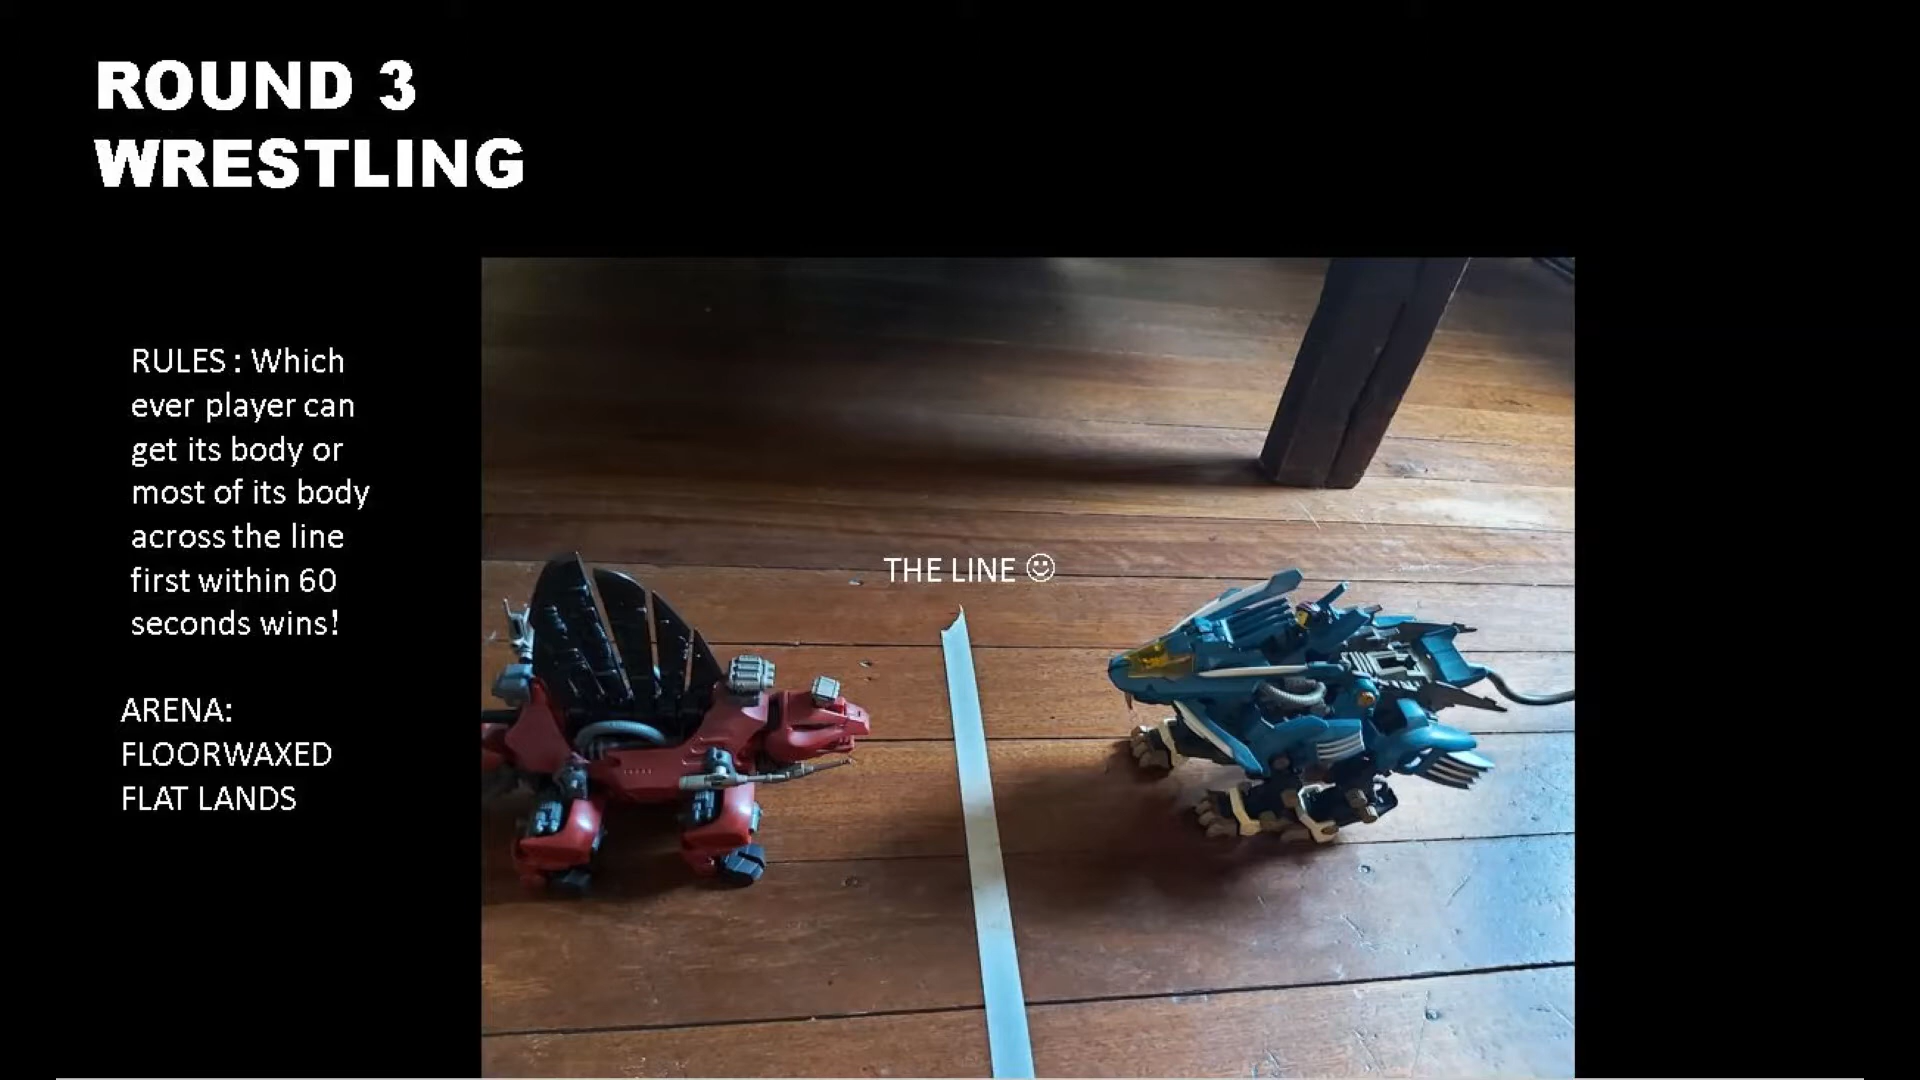 ROUND 3
WRESTLING
RULES : Which
ever player can
get its body or
most of its body
across the line
first within 60
seconds wins!
ARENA:
FLOORWAXED
FLAT LANDS
THE LINE ☺